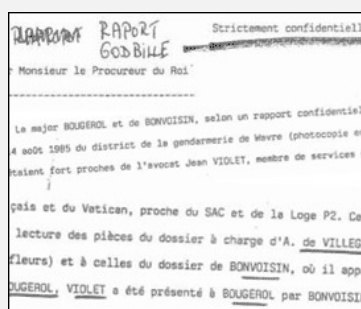 RAPORT Strictement confidentiel
GODBILLE
r Monsieur le Procureur du Roi
Le major BOUGEROL et de BONVOISIN, selon un rapport confidentiel
4 août 1985 du district de la gendarmerie de Wavre (photocopie e
étaient fort proches de l'avocat Jean VIOLET, membre de services
çais et du Vatican, proche du SAC et de la Loge P2. Ce
lecture des pièces du dossier à charge d'A. de VILLEG
fleurs) et à celles du dossier de BONVOISIN, où il app
OUGEROL, VIOLET a été présenté à BOUGEROL par BONVOISI